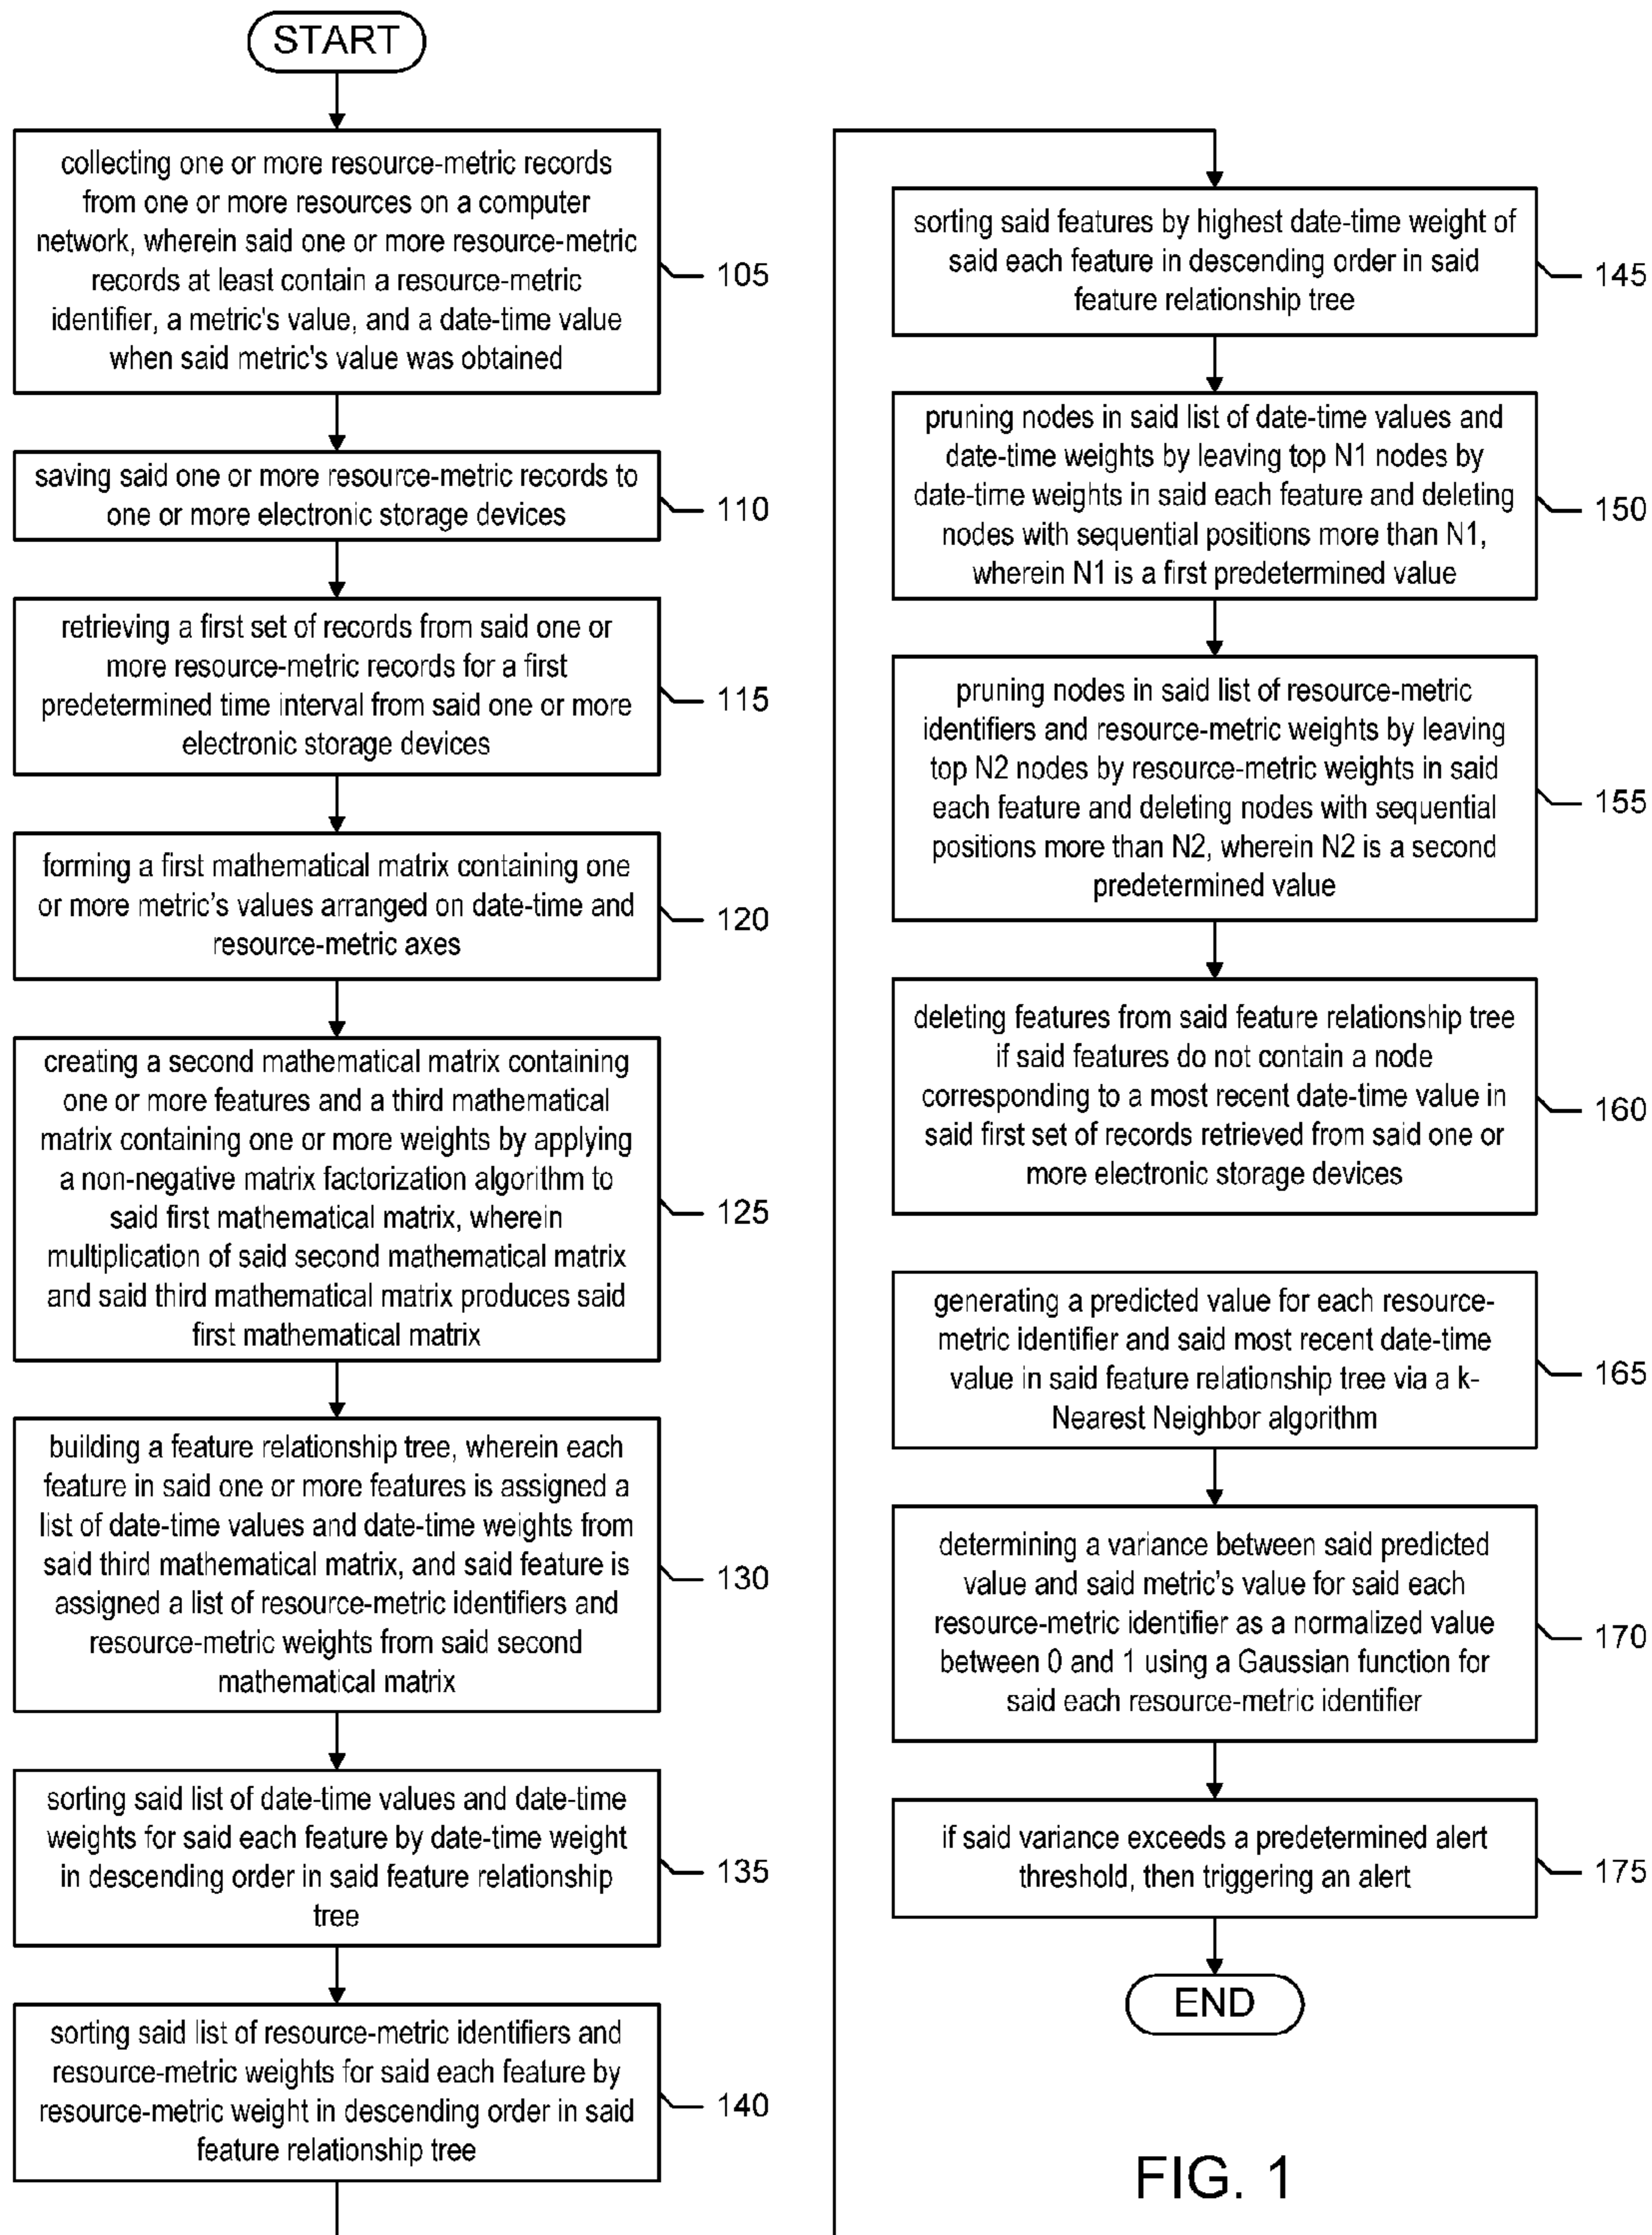 START
collecting one or more resource-metric records
from one or more resources on a computer
network, wherein said one or more resource-metric
records at least contain a resource-metric
identifier, a metric's value, and a date-time value
when said metric's value was obtained
105
saving said one or more resource-metric records to
one or more electronic storage devices
110
retrieving a first set of records from said one or
more resource-metric records for a first
predetermined time interval from said one or more
electronic storage devices
115
forming a first mathematical matrix containing one
or more metric’s values arranged on date-time and
resource-metric axes
120
creating a second mathematical matrix containing
one or more features and a third mathematical
matrix containing one or more weights by applying
a non-negative matrix factorization algorithm to
said first mathematical matrix, wherein
multiplication of said second mathematical matrix
and said third mathematical matrix produces said
first mathematical matrix
125
building a feature relationship tree, wherein each
feature in said one or more features is assigned a
list of date-time values and date-time weights from
said third mathematical matrix, and said feature is
assigned a list of resource-metric identifiers and
resource-metric weights from said second
mathematical matrix
130
sorting said list of date-time values and date-time
weights for said each feature by date-time weight
in descending order in said feature relationship
tree
135
sorting said list of resource-metric identifiers and
resource-metric weights for said each feature by
resource-metric weight in descending order in said
feature relationship tree
140
sorting said features by highest date-time weight of
said each feature in descending order in said
feature relationship tree
145
pruning nodes in said list of date-time values and
date-time weights by leaving top N1 nodes by
date-time weights in said each feature and deleting
nodes with sequential positions more than N1,
wherein N1 is a first predetermined value
150
pruning nodes in said list of resource-metric
identifiers and resource-metric weights by leaving
top N2 nodes by resource-metric weights in said
each feature and deleting nodes with sequential
positions more than N2, wherein N2 is a second
predetermined value
155
deleting features from said feature relationship tree
if said features do not contain a node
corresponding to a most recent date-time value in
said first set of records retrieved from said one or
more electronic storage devices
160
generating a predicted value for each resource-
metric identifier and said most recent date-time
value in said feature relationship tree via a k-
Nearest Neighbor algorithm
165
determining a variance between said predicted
value and said metric’s value for said each
resource-metric identifier as a normalized value
between 0 and 1 using a Gaussian function for
said each resource-metric identifier
170
if said variance exceeds a predetermined alert
threshold, then triggering an alert
175
END
FIG. 1